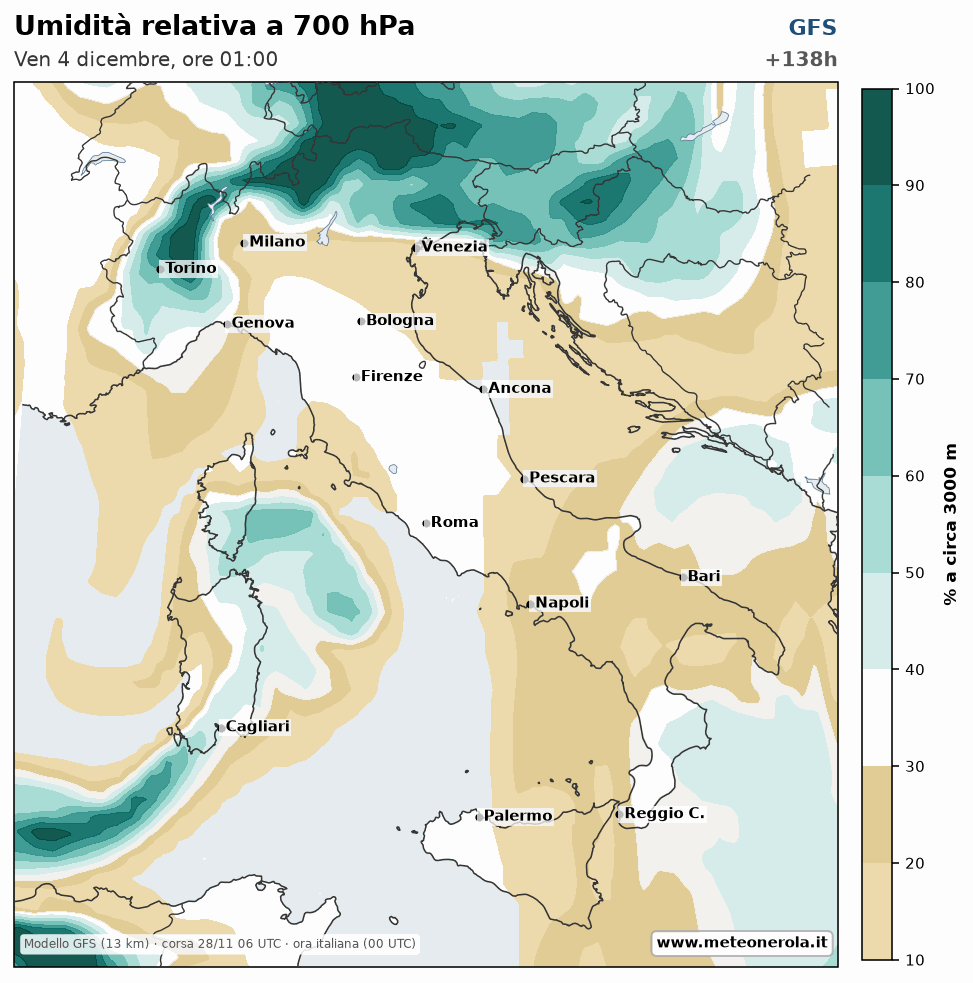 Umidità relativa a 700 hPa
GFS
Ven 4 dicembre, ore 01:00
+138h
Milano
Venezia
Torino
Genova
Bologna
Firenze
Ancona
Pescara
Roma
Bari
Napoli
Cagliari
Palermo
Reggio C.
100
90
80
70
60
50
40
30
20
10
% a circa 3000 m
Modello GFS (13 km) · corsa 28/11 06 UTC · ora italiana (00 UTC)
www.meteonerola.it